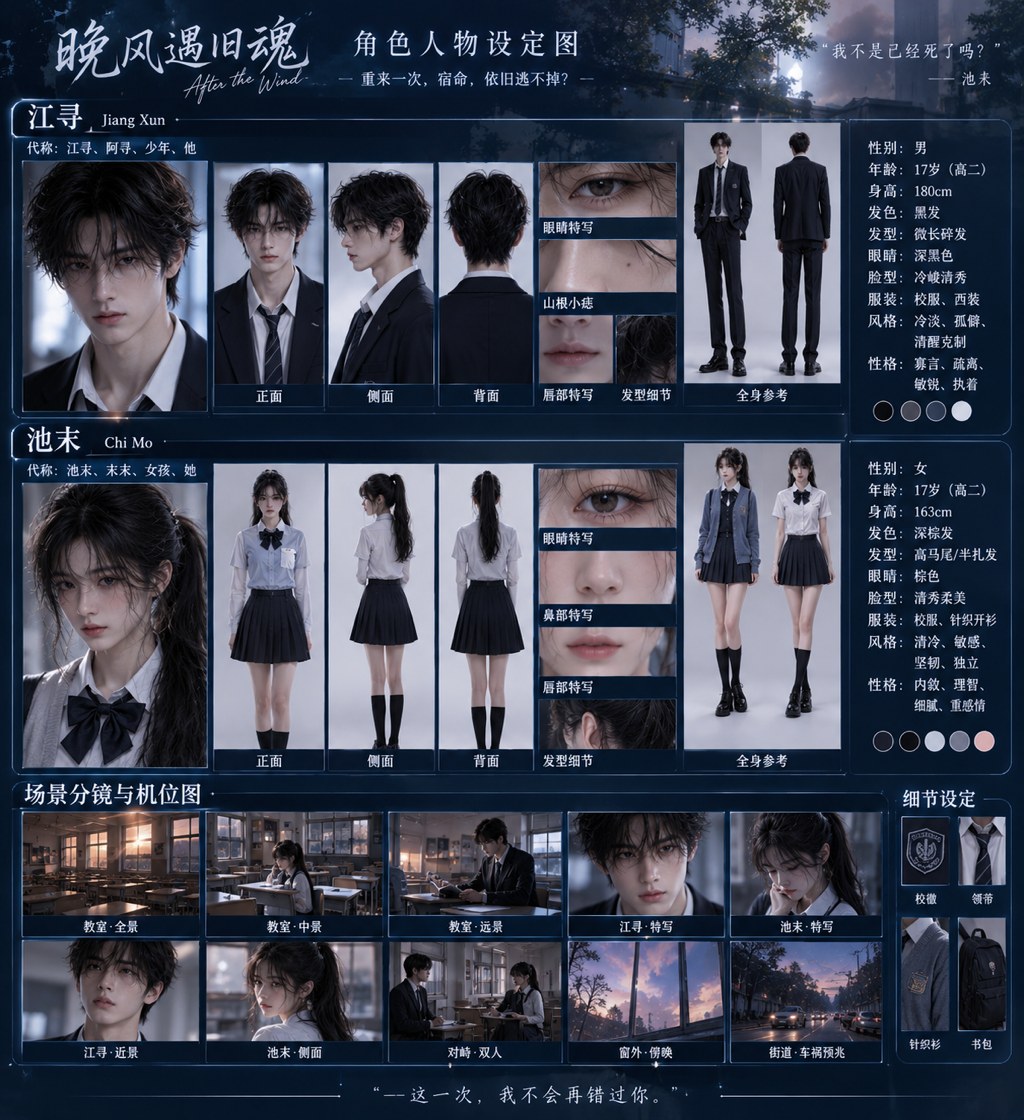 晚风遇旧魂
After the Wind
角色人物设定图
— 重来一次，宿命，依旧逃不掉？ —
“我不是已经死了吗？”
—— 池末
江寻 Jiang Xun
代称：江寻、阿寻、少年、他
正面
侧面
背面
眼睛特写
山根小痣
唇部特写
发型细节
全身参考
性别：男
年龄：17岁（高二）
身高：180cm
发色：黑发
发型：微长碎发
眼睛：深黑色
脸型：冷峻清秀
服装：校服、西装
风格：冷淡、孤僻、
清醒克制
性格：寡言、疏离、
敏锐、执着
池末 Chi Mo
代称：池末、末末、女孩、她
正面
侧面
背面
眼睛特写
鼻部特写
唇部特写
发型细节
全身参考
性别：女
年龄：17岁（高二）
身高：163cm
发色：深棕发
发型：高马尾/半扎发
眼睛：棕色
脸型：清秀柔美
服装：校服、针织开衫
风格：清冷、敏感、
坚韧、独立
性格：内敛、理智、
细腻、重感情
场景分镜与机位图
教室·全景
教室·中景
教室·远景
江寻·特写
池末·特写
江寻·近景
池末·侧面
对峙·双人
窗外·傍晚
街道·车祸预兆
细节设定
校徽
领带
针织衫
书包
“——这一次，我不会再错过你。”